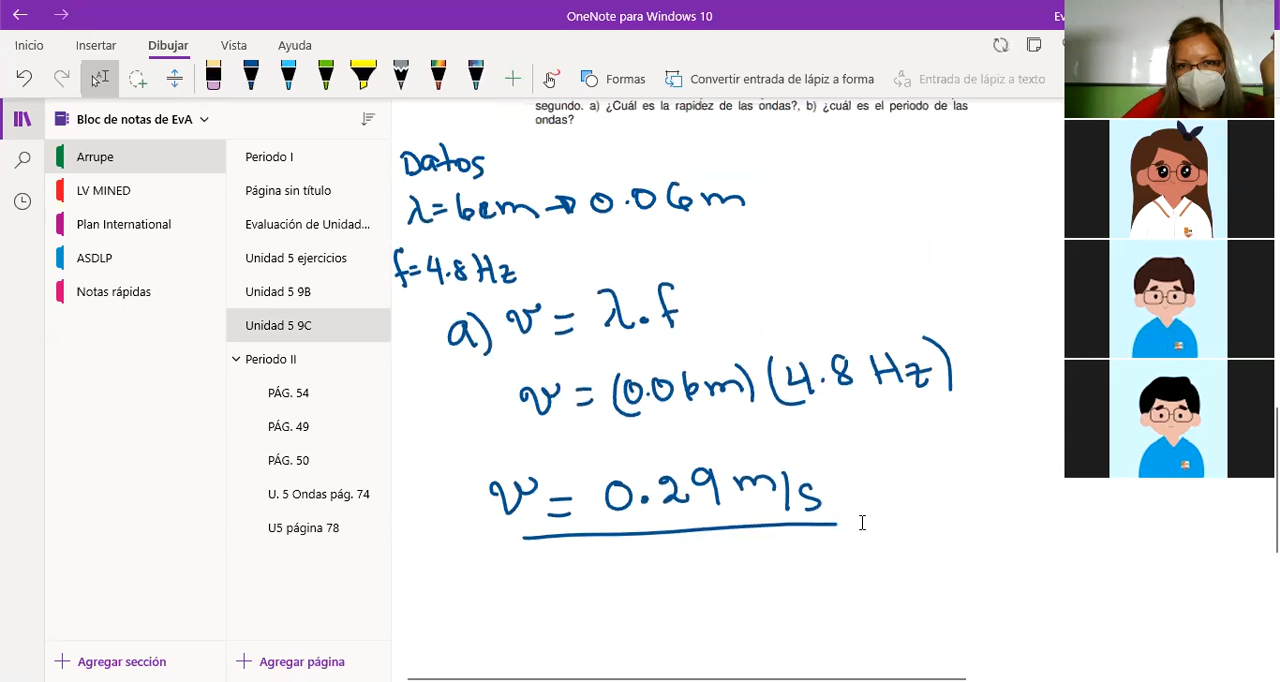 OneNote para Windows 10
Ev
Inicio
Insertar
Dibujar
Vista
Ayuda
Formas
Convertir entrada de lápiz a forma
Entrada de lápiz a texto
Bloc de notas de EvA
Arrupe
LV MINED
Plan International
ASDLP
Notas rápidas
Agregar sección
Periodo I
Página sin título
Evaluación de Unidad...
Unidad 5 ejercicios
Unidad 5 9B
Unidad 5 9C
Periodo II
PÁG. 54
PÁG. 49
PÁG. 50
U. 5 Ondas pág. 74
U5 página 78
Agregar página
segundo. a) ¿Cuál es la rapidez de las ondas?, b) ¿cuál es el periodo de las
ondas?
Datos
λ=6cm→0.06m
f=4.8Hz
a) v = λ.f
v = (0.06m)(4.8 Hz)
v = 0.29 m/s